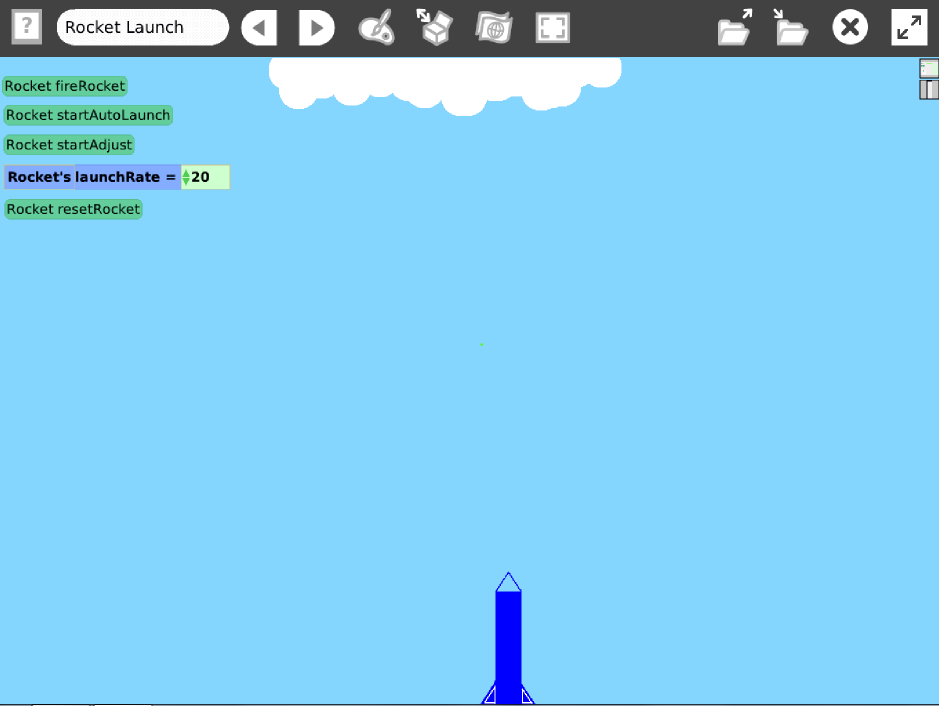 ?
Rocket Launch
Rocket fireRocket
Rocket startAutoLaunch
Rocket startAdjust
Rocket's launchRate = 20
Rocket resetRocket